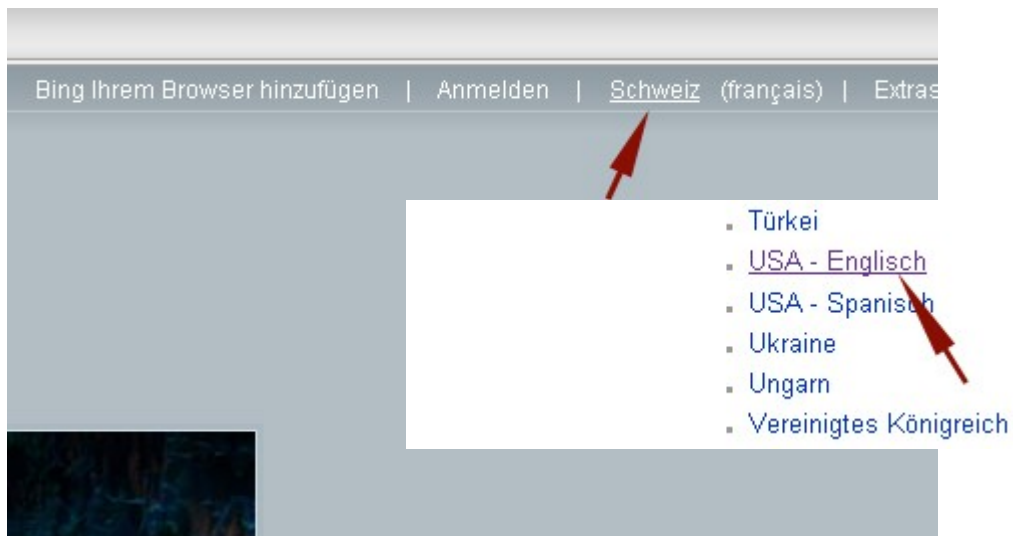 Bing Ihrem Browser hinzufügen | Anmelden | Schweiz (français) | Extras
Türkei
USA - Englisch
USA - Spanisch
Ukraine
Ungarn
Vereinigtes Königreich